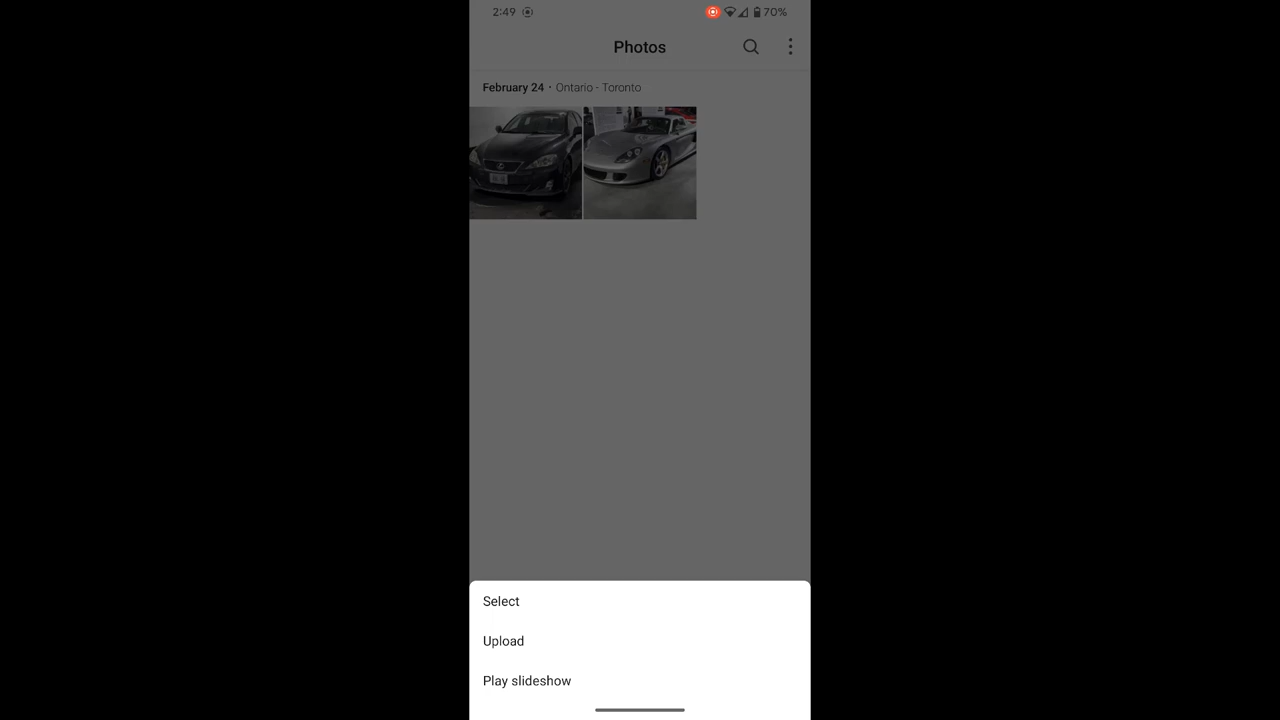 2:49 70%
Photos
February 24 · Ontario · Toronto
Select
Upload
Play slideshow